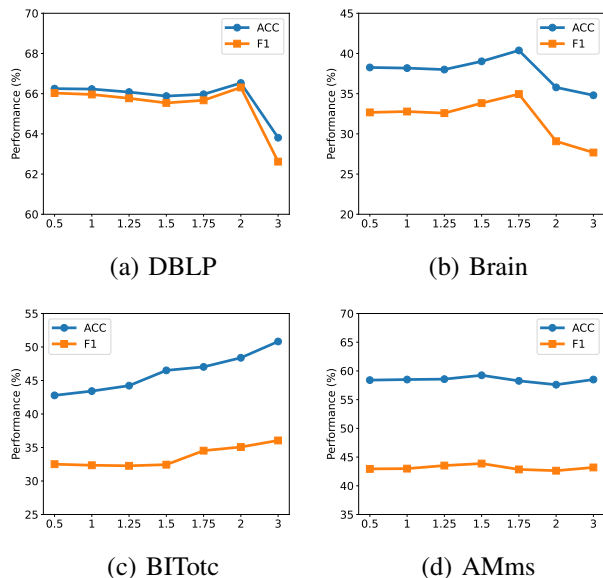 70
68
66
64
62
60
Performance (%)
ACC
F1
0.5 1 1.25 1.5 1.75 2 3
(a) DBLP
45
40
35
30
25
20
Performance (%)
ACC
F1
0.5 1 1.25 1.5 1.75 2 3
(b) Brain
55
50
45
40
35
30
25
Performance (%)
ACC
F1
0.5 1 1.25 1.5 1.75 2 3
(c) BITotc
70
65
60
55
50
45
40
35
Performance (%)
ACC
F1
0.5 1 1.25 1.5 1.75 2 3
(d) AMms